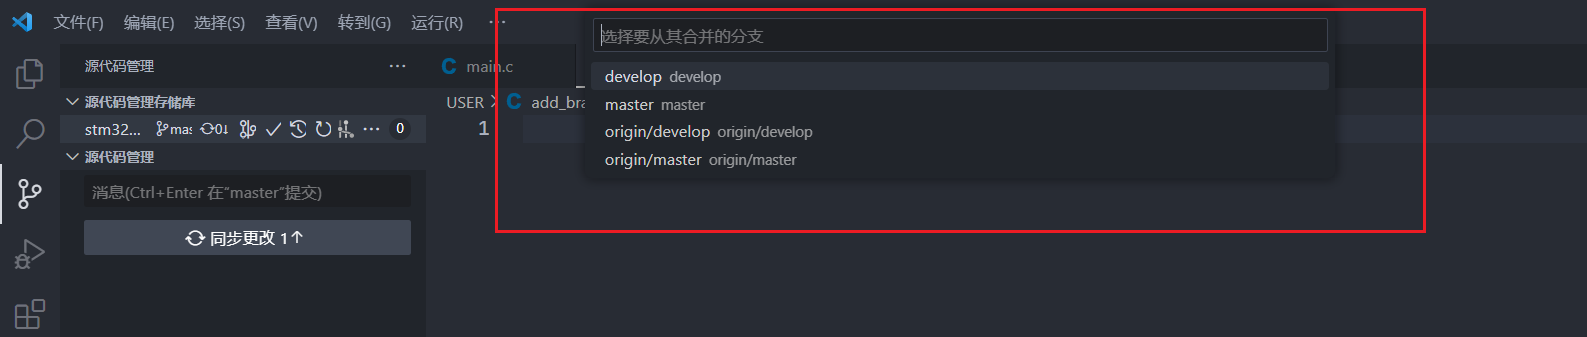 文件(F) 编辑(E) 选择(S) 查看(V) 转到(G) 运行(R) ···
选择要从其合并的分支
源代码管理 ···
main.c
develop develop
源代码管理存储库
USER
add_bra
master master
stm32... mas 0↓ ··· 0
1
origin/develop origin/develop
源代码管理
origin/master origin/master
消息(Ctrl+Enter 在"master"提交)
同步更改 1↑